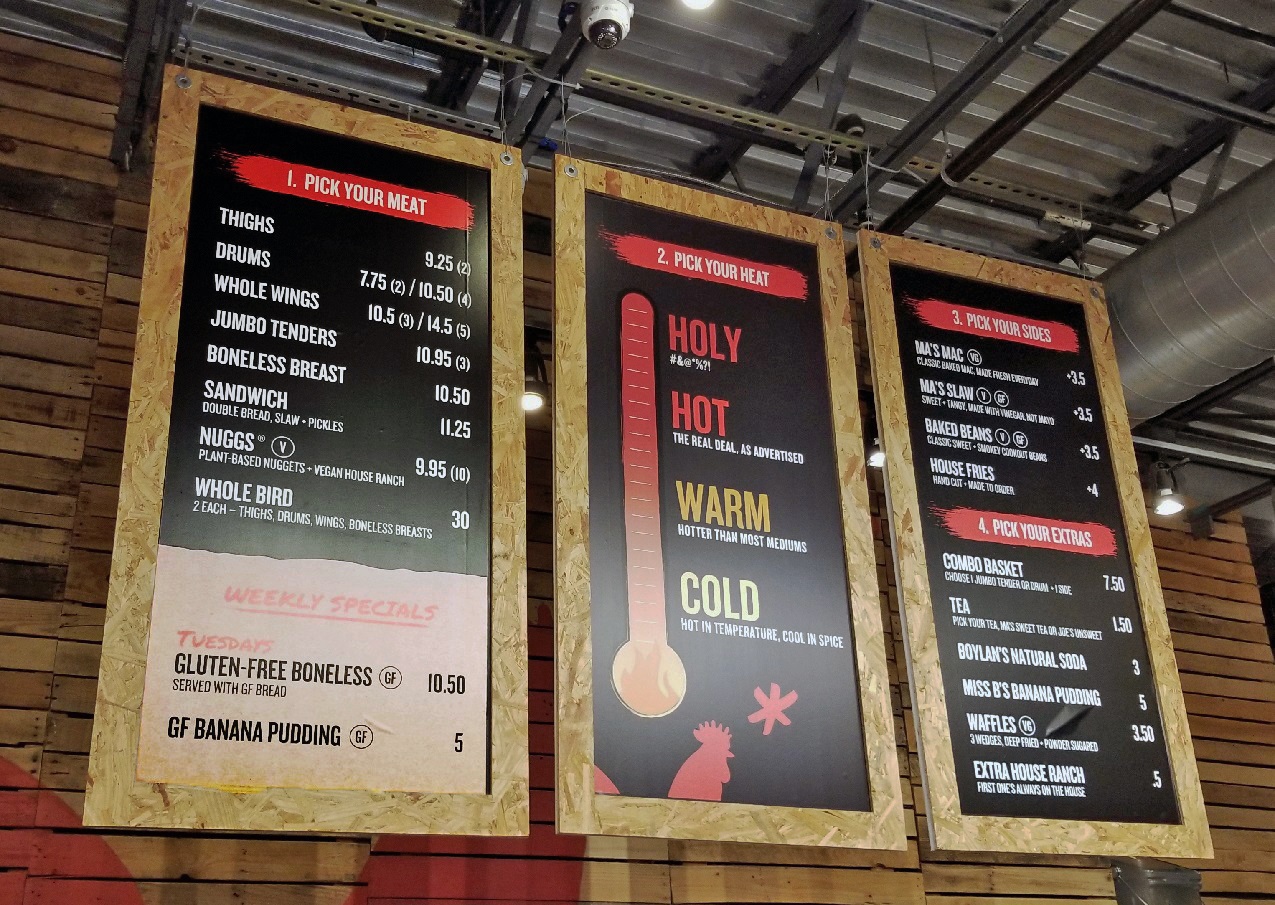 1. PICK YOUR MEAT
THIGHS 9.25 (2)
DRUMS 7.75 (2) / 10.50 (4)
WHOLE WINGS 10.5 (3) / 14.5 (5)
JUMBO TENDERS 10.95 (3)
BONELESS BREAST 10.50
SANDWICH 11.25
DOUBLE BREAD, SLAW + PICKLES
NUGGS® V 9.95 (10)
PLANT-BASED NUGGETS + VEGAN HOUSE RANCH
WHOLE BIRD 30
2 EACH – THIGHS, DRUMS, WINGS, BONELESS BREASTS
WEEKLY SPECIALS
TUESDAYS
GLUTEN-FREE BONELESS GF 10.50
SERVED WITH GF BREAD
GF BANANA PUDDING GF 5
2. PICK YOUR HEAT
HOLY
#&@*%?!
HOT
THE REAL DEAL, AS ADVERTISED
WARM
HOTTER THAN MOST MEDIUMS
COLD
HOT IN TEMPERATURE, COOL IN SPICE
3. PICK YOUR SIDES
MA'S MAC VG +3.5
CLASSIC BAKED MAC, MADE FRESH EVERYDAY
MA'S SLAW V GF +3.5
SWEET + TANGY, MADE WITH VINEGAR, NOT MAYO
BAKED BEANS V GF +3.5
CLASSIC SWEET + SMOKEY COOKOUT BEANS
HOUSE FRIES +4
HAND CUT + MADE TO ORDER
4. PICK YOUR EXTRAS
COMBO BASKET 7.50
CHOOSE 1 JUMBO TENDER OR DRUM + 1 SIDE
TEA 1.50
PICK YOUR TEA, MK'S SWEET TEA OR JOE'S UNSWEET
BOYLAN'S NATURAL SODA 3
MISS B'S BANANA PUDDING 5
WAFFLES VG 3.50
3 WEDGES, DEEP FRIED + POWDER SUGARED
EXTRA HOUSE RANCH .5
FIRST ONE'S ALWAYS ON THE HOUSE